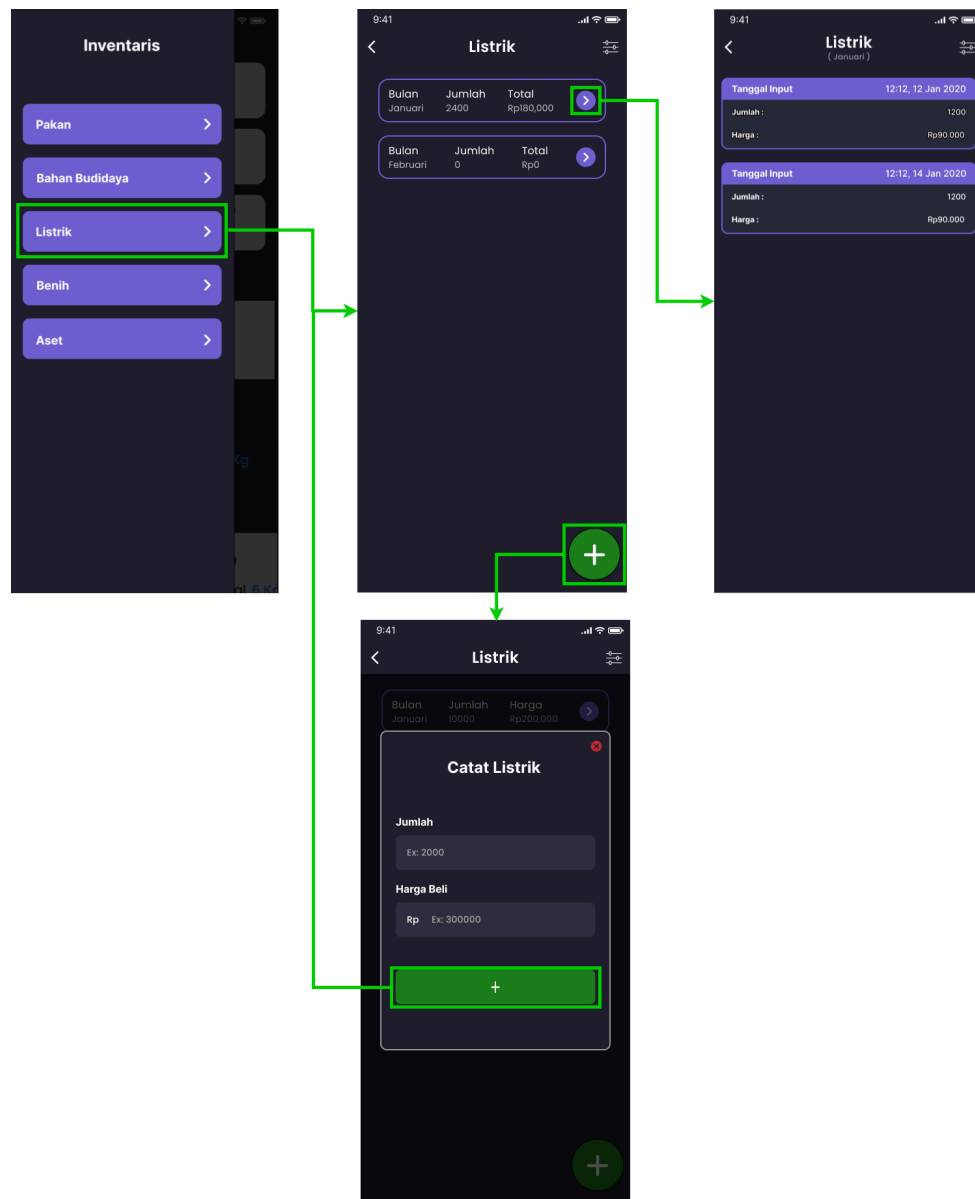 Inventaris
Pakan
Bahan Budidaya
Listrik
Benih
Aset
Kg
al 6 Kg
9:41
Listrik
Bulan Jumlah Total
Januari 2400 Rp180,000
Bulan Jumlah Total
Februari 0 Rp0
9:41
Listrik
( Januari )
Tanggal Input 12:12, 12 Jan 2020
Jumlah : 1200
Harga : Rp90.000
Tanggal Input 12:12, 14 Jan 2020
Jumlah : 1200
Harga : Rp90.000
9:41
Listrik
Bulan Jumlah Harga
Januari 10000 Rp200,000
Catat Listrik
Jumlah
Ex: 2000
Harga Beli
Rp Ex: 300000